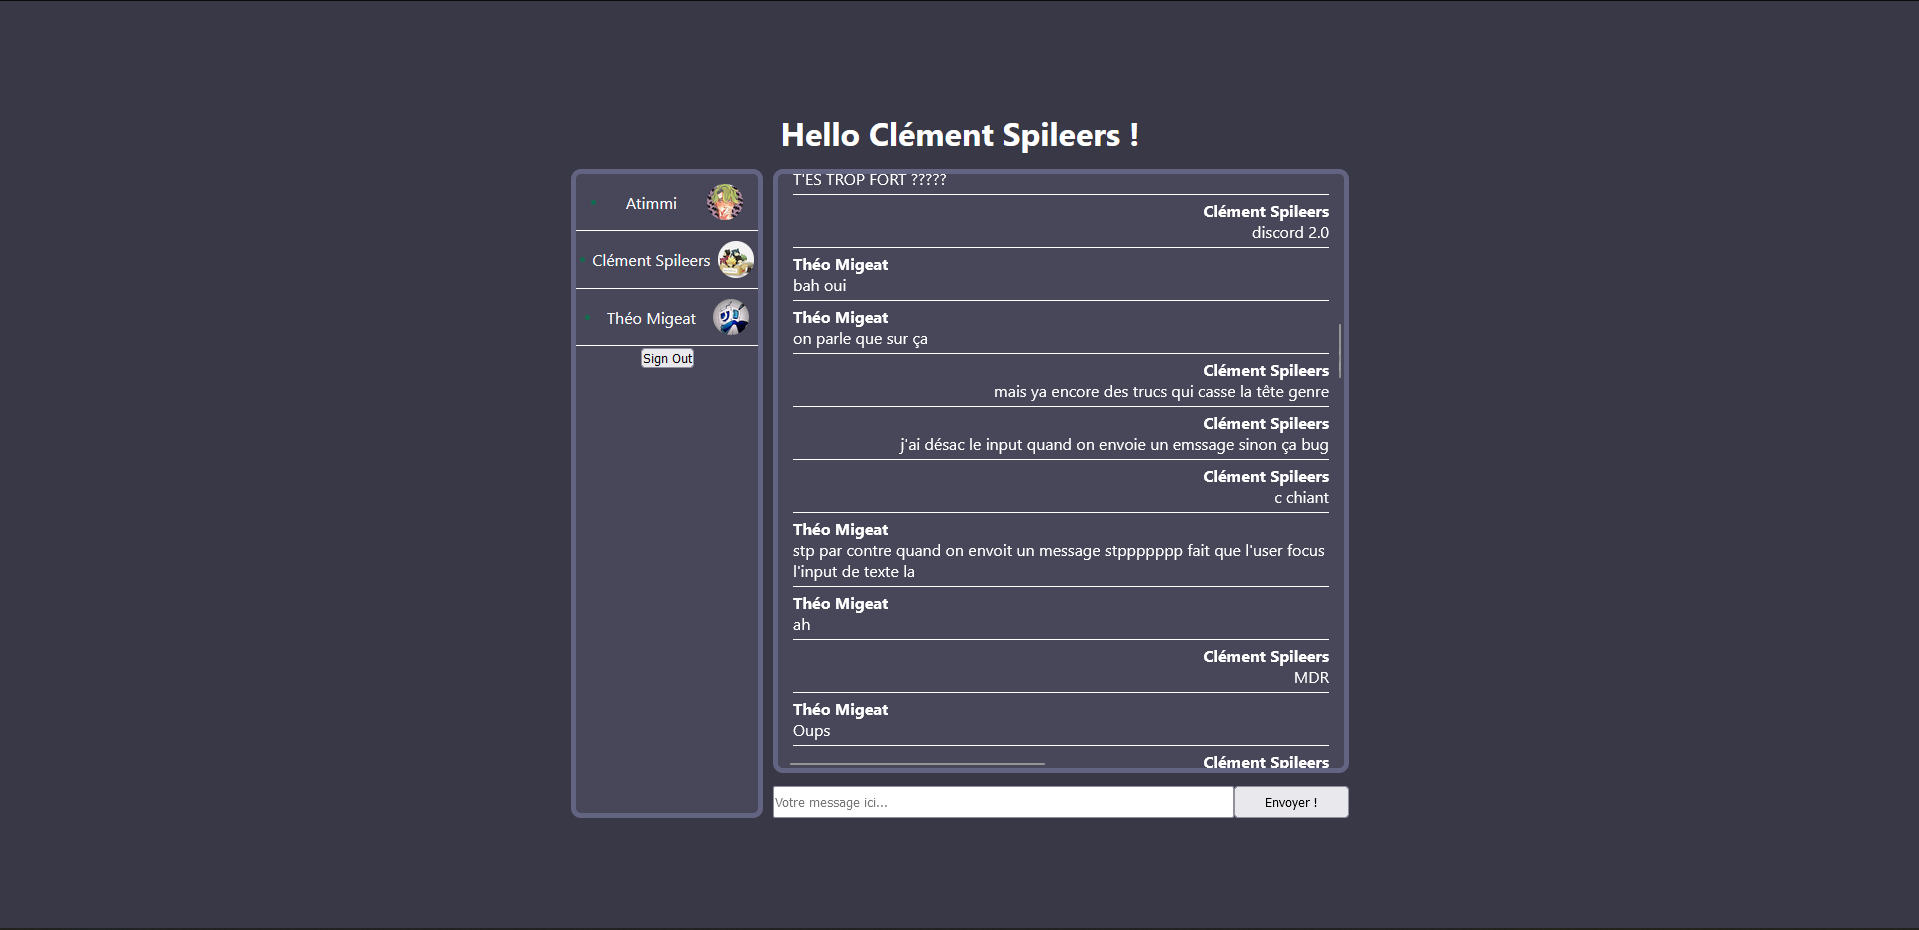 Hello Clément Spileers !
Atimmi
Clément Spileers
Théo Migeat
Sign Out
T'ES TROP FORT ?????
Clément Spileers
discord 2.0
Théo Migeat
bah oui
Théo Migeat
on parle que sur ça
Clément Spileers
mais ya encore des trucs qui casse la tête genre
Clément Spileers
j'ai désac le input quand on envoie un emssage sinon ça bug
Clément Spileers
c chiant
Théo Migeat
stp par contre quand on envoit un message stppppppp fait que l'user focus
l'input de texte la
Théo Migeat
ah
Clément Spileers
MDR
Théo Migeat
Oups
Clément Spileers
Votre message ici...
Envoyer !